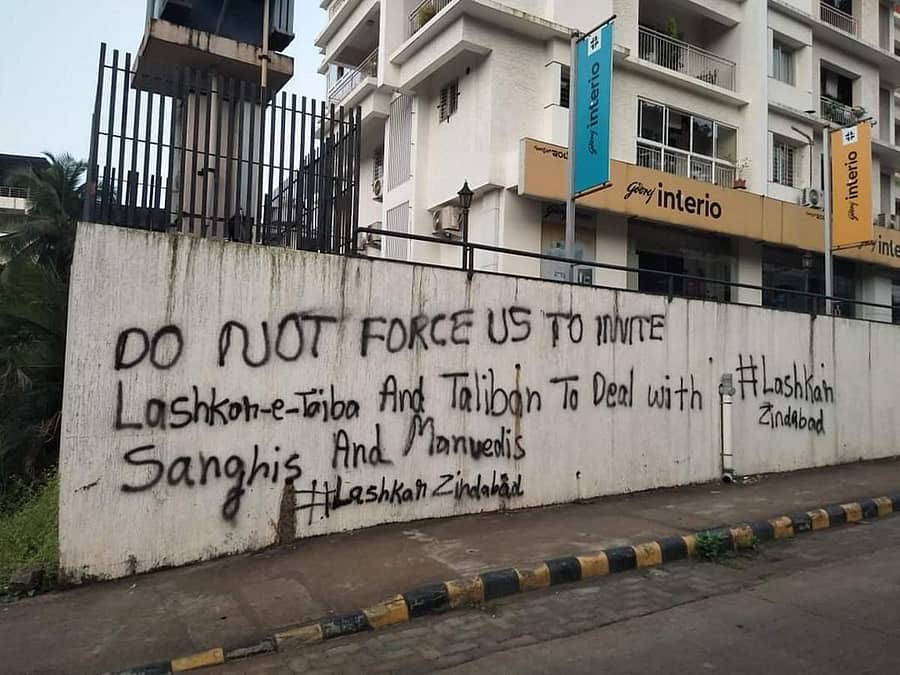 DO NOT FORCE US TO INVITE
Lashkar-e-Taiba And Taliban To Deal with
Sanghis And Manvedis
#Lashkar Zindabad
#Lashkar
Zindabad
Godrej interio
Godrej interio
Godrej interio